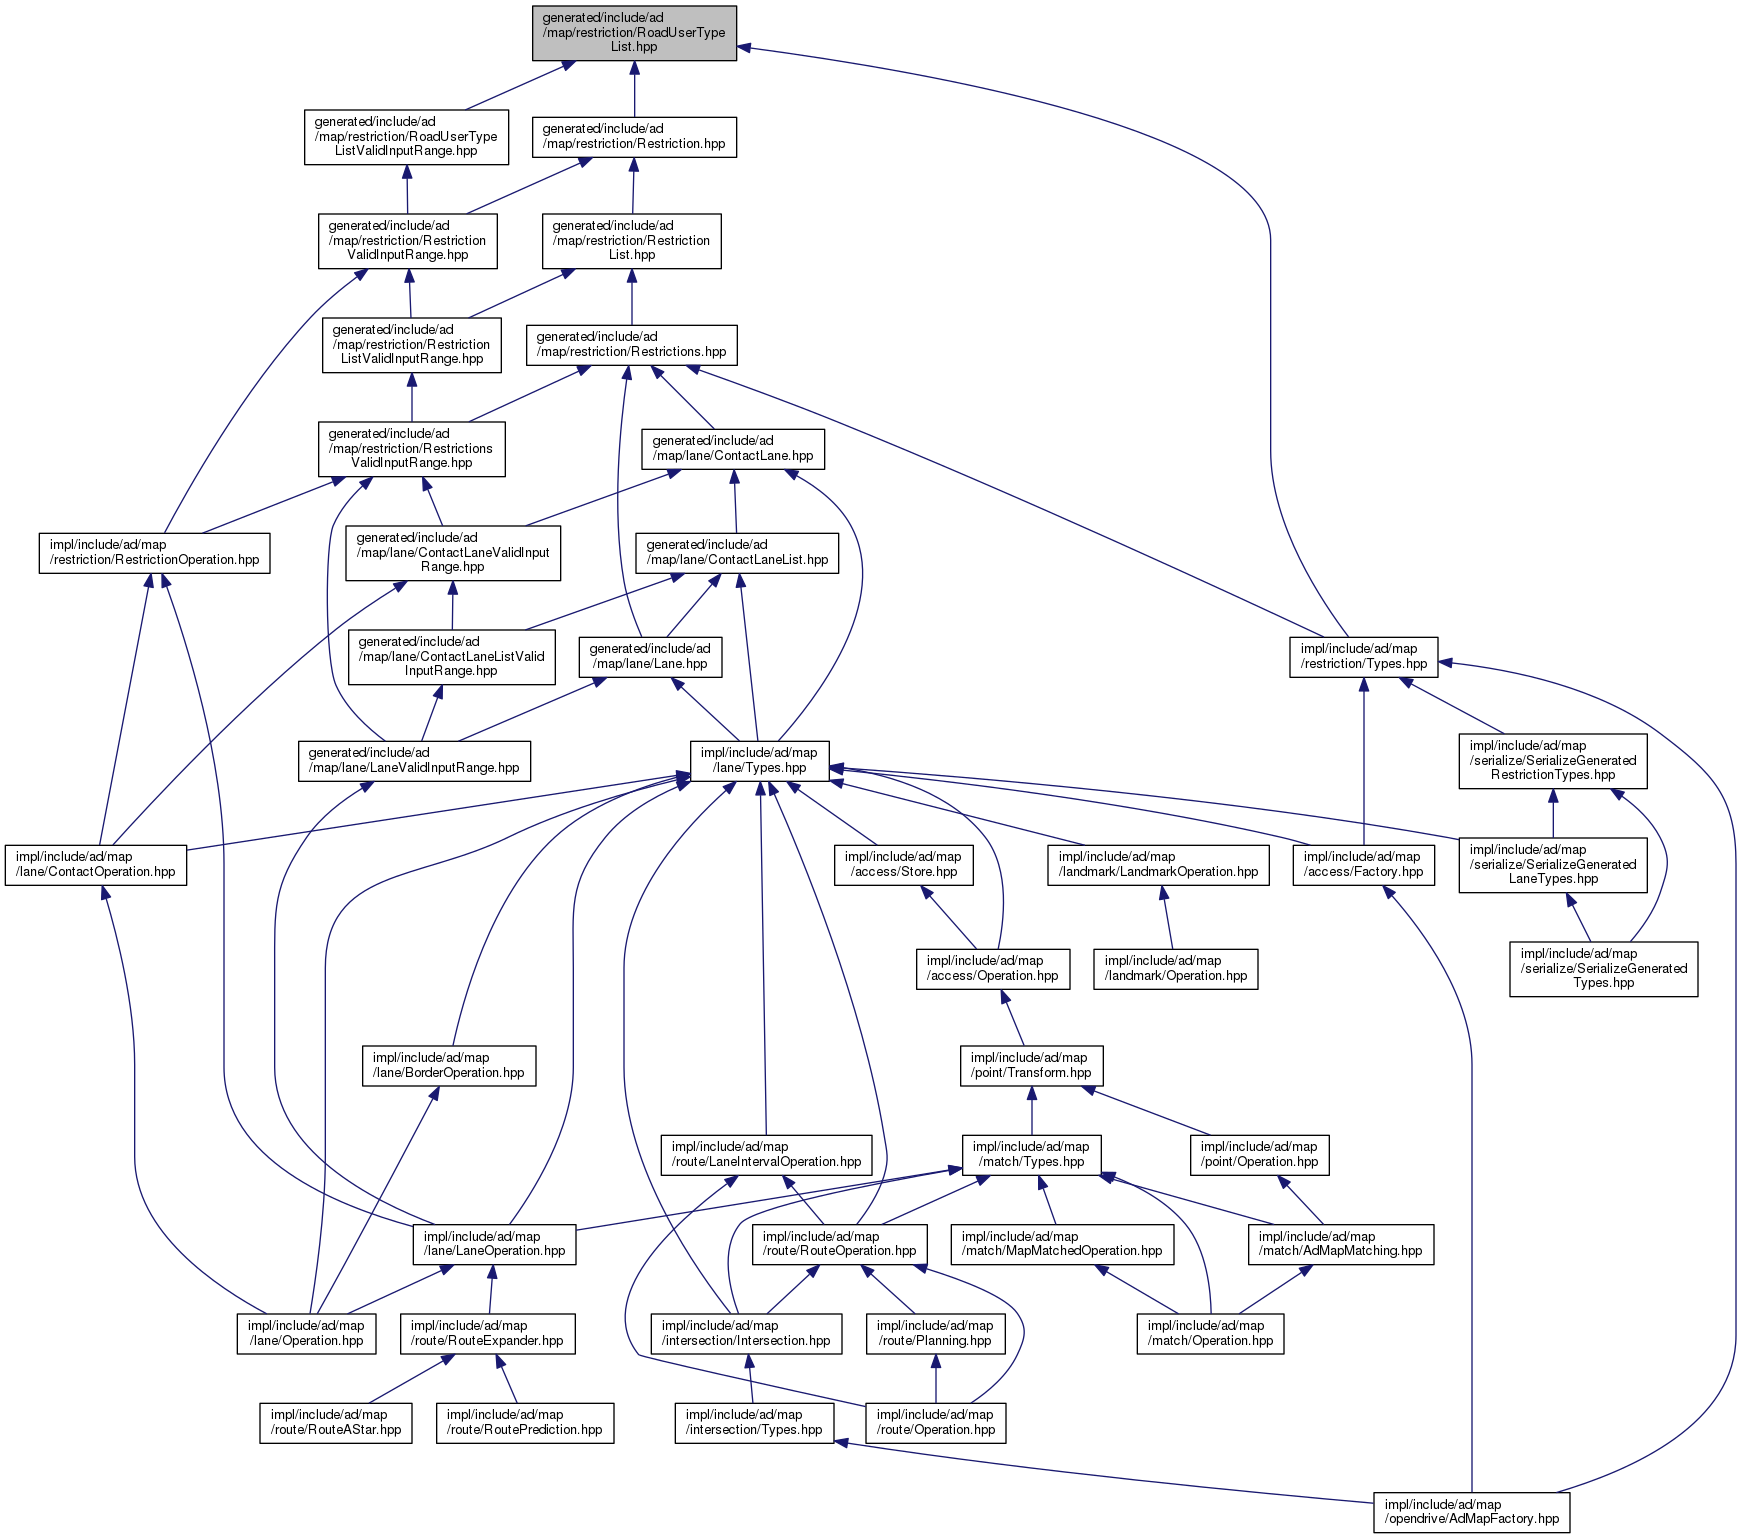 generated/include/ad
/map/restriction/RoadUserType
List.hpp
generated/include/ad
/map/restriction/RoadUserType
ListValidInputRange.hpp
generated/include/ad
/map/restriction/Restriction.hpp
generated/include/ad
/map/restriction/Restriction
ValidInputRange.hpp
generated/include/ad
/map/restriction/Restriction
List.hpp
generated/include/ad
/map/restriction/Restriction
ListValidInputRange.hpp
generated/include/ad
/map/restriction/Restrictions.hpp
generated/include/ad
/map/restriction/Restrictions
ValidInputRange.hpp
generated/include/ad
/map/lane/ContactLane.hpp
impl/include/ad/map
/restriction/RestrictionOperation.hpp
generated/include/ad
/map/lane/ContactLaneValidInput
Range.hpp
generated/include/ad
/map/lane/ContactLaneList.hpp
generated/include/ad
/map/lane/ContactLaneListValid
InputRange.hpp
generated/include/ad
/map/lane/Lane.hpp
impl/include/ad/map
/restriction/Types.hpp
generated/include/ad
/map/lane/LaneValidInputRange.hpp
impl/include/ad/map
/lane/Types.hpp
impl/include/ad/map
/serialize/SerializeGenerated
RestrictionTypes.hpp
impl/include/ad/map
/lane/ContactOperation.hpp
impl/include/ad/map
/access/Store.hpp
impl/include/ad/map
/landmark/LandmarkOperation.hpp
impl/include/ad/map
/access/Factory.hpp
impl/include/ad/map
/serialize/SerializeGenerated
LaneTypes.hpp
impl/include/ad/map
/access/Operation.hpp
impl/include/ad/map
/landmark/Operation.hpp
impl/include/ad/map
/serialize/SerializeGenerated
Types.hpp
impl/include/ad/map
/lane/BorderOperation.hpp
impl/include/ad/map
/point/Transform.hpp
impl/include/ad/map
/route/LaneIntervalOperation.hpp
impl/include/ad/map
/match/Types.hpp
impl/include/ad/map
/point/Operation.hpp
impl/include/ad/map
/lane/LaneOperation.hpp
impl/include/ad/map
/route/RouteOperation.hpp
impl/include/ad/map
/match/MapMatchedOperation.hpp
impl/include/ad/map
/match/AdMapMatching.hpp
impl/include/ad/map
/lane/Operation.hpp
impl/include/ad/map
/route/RouteExpander.hpp
impl/include/ad/map
/intersection/Intersection.hpp
impl/include/ad/map
/route/Planning.hpp
impl/include/ad/map
/match/Operation.hpp
impl/include/ad/map
/route/RouteAStar.hpp
impl/include/ad/map
/route/RoutePrediction.hpp
impl/include/ad/map
/intersection/Types.hpp
impl/include/ad/map
/route/Operation.hpp
impl/include/ad/map
/opendrive/AdMapFactory.hpp